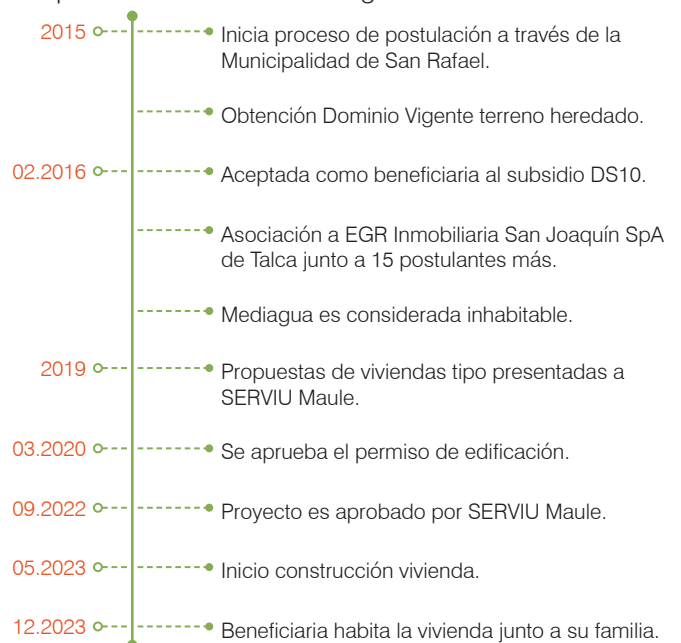 2015 Inicia proceso de postulación a través de la
Municipalidad de San Rafael.
Obtención Dominio Vigente terreno heredado.
02.2016 Aceptada como beneficiaria al subsidio DS10.
Asociación a EGR Inmobiliaria San Joaquín SpA
de Talca junto a 15 postulantes más.
Mediagua es considerada inhabitable.
2019 Propuestas de viviendas tipo presentadas a
SERVIU Maule.
03.2020 Se aprueba el permiso de edificación.
09.2022 Proyecto es aprobado por SERVIU Maule.
05.2023 Inicio construcción vivienda.
12.2023 Beneficiaria habita la vivienda junto a su familia.